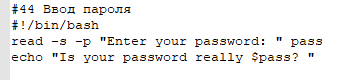 #44 Ввод пароля
#!/bin/bash
read -s -p "Enter your password: " pass
echo "Is your password really $pass? "